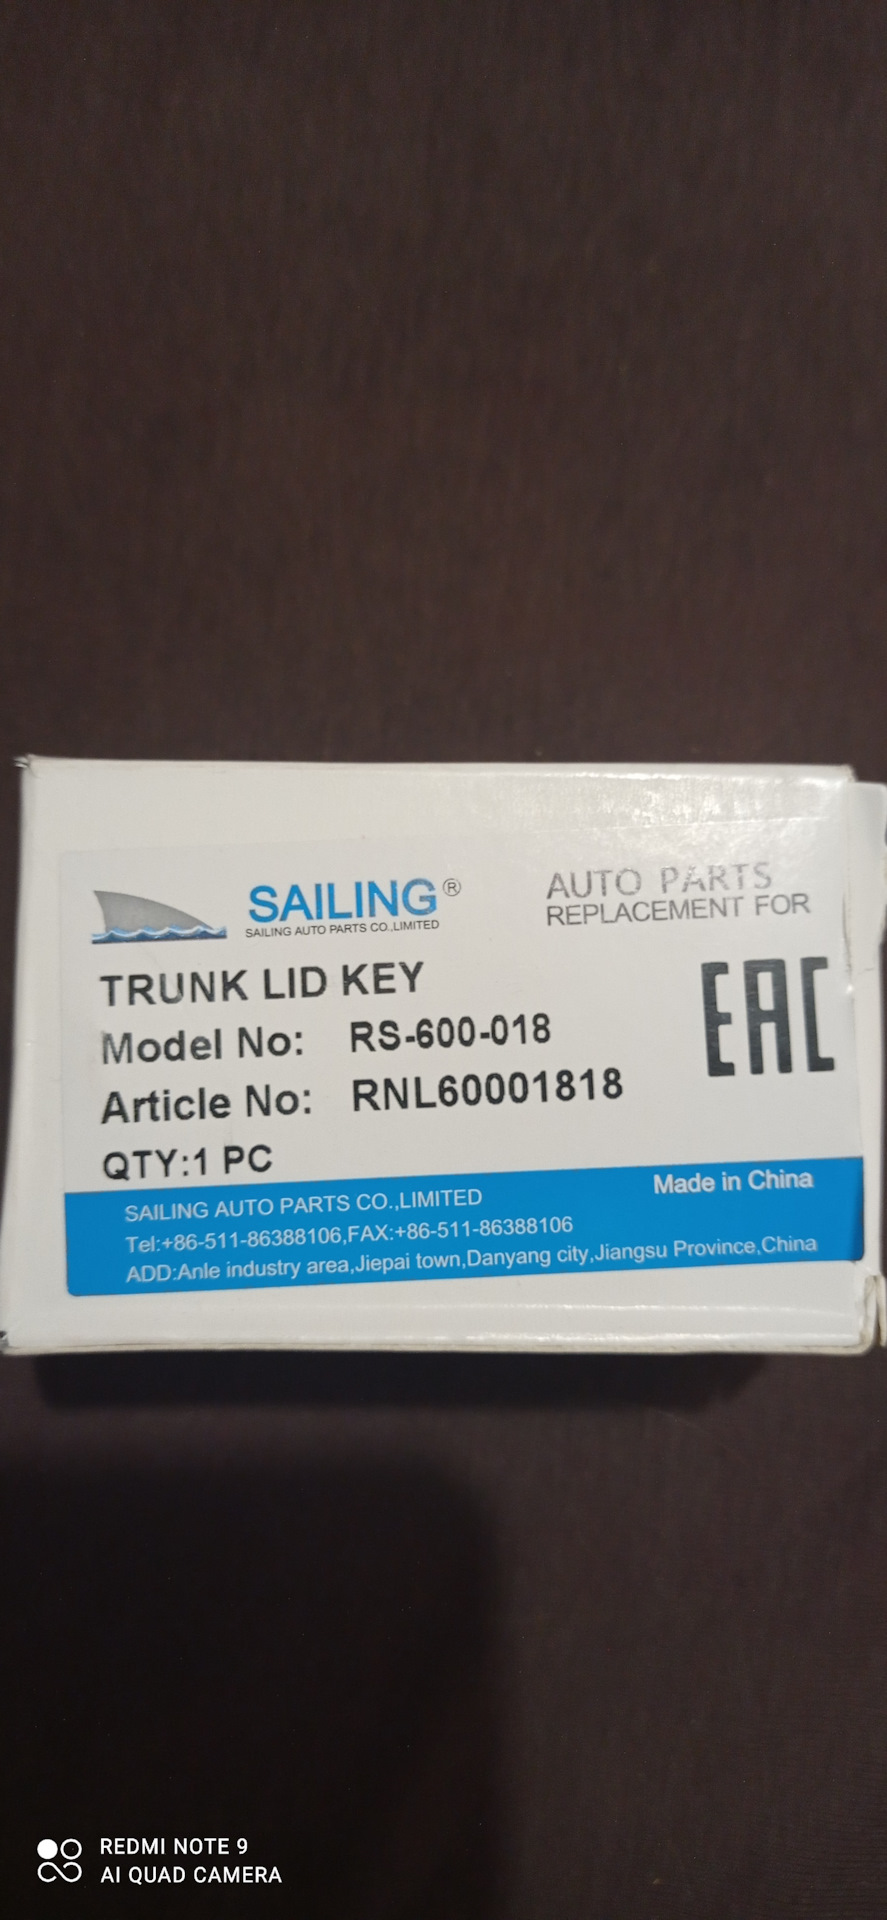 SAILING®
SAILING AUTO PARTS CO.,LIMITED
AUTO PARTS
REPLACEMENT FOR
TRUNK LID KEY
Model No: RS-600-018
Article No: RNL60001818
QTY:1 PC
EAC
Made in China
SAILING AUTO PARTS CO.,LIMITED
Tel:+86-511-86388106,FAX:+86-511-86388106
ADD:Anle industry area,Jiepai town,Danyang city,Jiangsu Province,China
REDMI NOTE 9
AI QUAD CAMERA